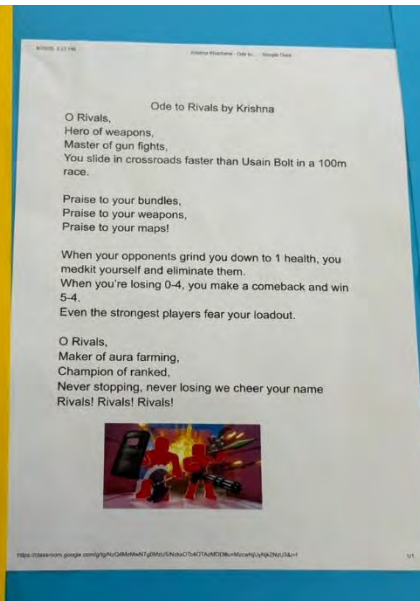 Ode to Rivals by Krishna
O Rivals,
Hero of weapons,
Master of gun fights,
You slide in crossroads faster than Usain Bolt in a 100m
race.
Praise to your bundles,
Praise to your weapons,
Praise to your maps!
When your opponents grind you down to 1 health, you
medkit yourself and eliminate them.
When you're losing 0-4, you make a comeback and win
5-4.
Even the strongest players fear your loadout.
O Rivals,
Maker of aura farming,
Champion of ranked,
Never stopping, never losing we cheer your name
Rivals! Rivals! Rivals!
1/1